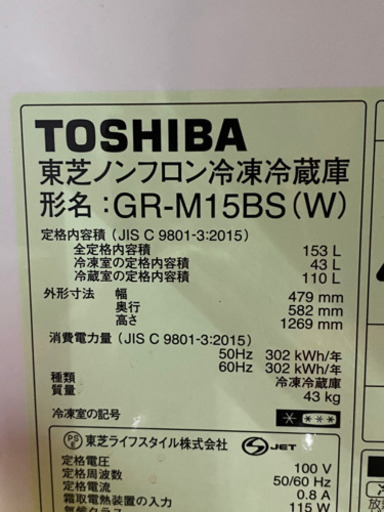 TOSHIBA
東芝ノンフロン冷凍冷蔵庫
形名：GR-M15BS(W)
定格内容積（JIS C 9801-3:2015）
全定格内容積 153 L
冷凍室の定格内容積 43 L
冷蔵室の定格内容積 110 L
外形寸法 幅 479 mm
奥行 582 mm
高さ 1269 mm
消費電力量（JIS C 9801-3:2015）
50Hz 302 kWh/年
60Hz 302 kWh/年
種類 冷凍冷蔵庫
質量 43 kg
冷凍室の記号
PS E 東芝ライフスタイル株式会社 S JET
定格電圧 100 V
定格周波数 50/60 Hz
定格電流 0.8 A
霜取電熱装置の入力 115 W